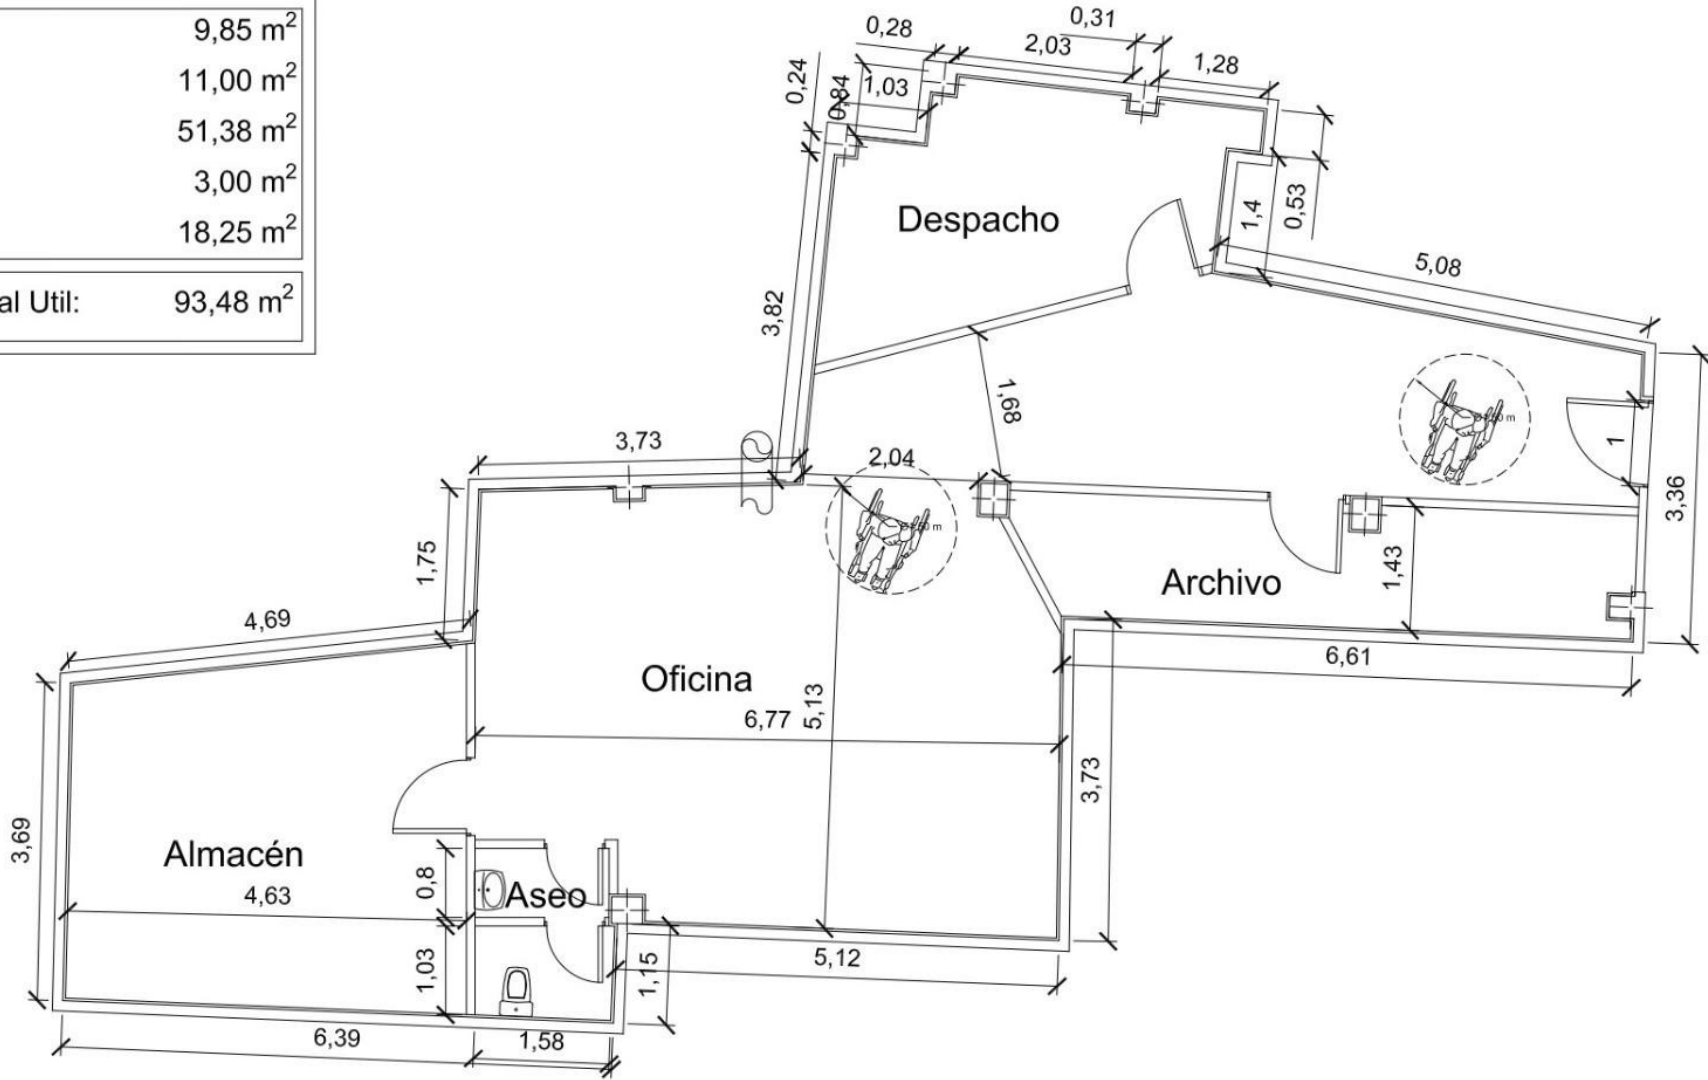 9,85 m²
11,00 m²
51,38 m²
3,00 m²
18,25 m²
al Util: 93,48 m²
0,31
0,28
2,03
1,28
0,24
0,84
1,03
Despacho
1,4
0,53
5,08
3,82
1,68
1
3,36
3,73
2,04
1,75
1,43
Archivo
4,69
6,61
Oficina
6,77
5,13
3,73
3,69
Almacén
4,63
0,8
Aseo
1,03
1,15
5,12
6,39
1,58